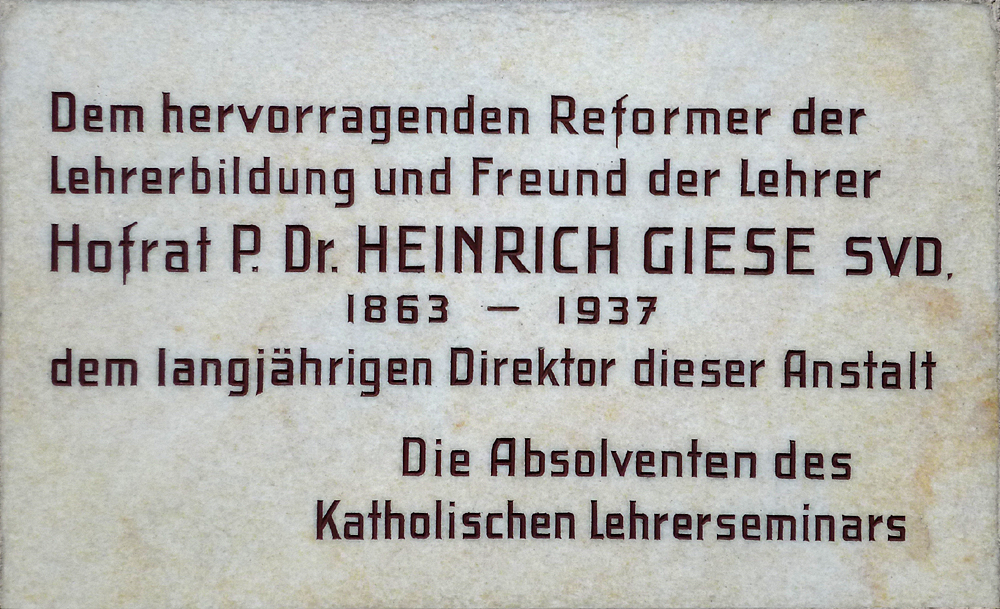 Dem hervorragenden Reformer der
Lehrerbildung und Freund der Lehrer
Hofrat P. Dr. HEINRICH GIESE SVD.
1863 — 1937
dem langjährigen Direktor dieser Anstalt
Die Absolventen des
Katholischen Lehrerseminars